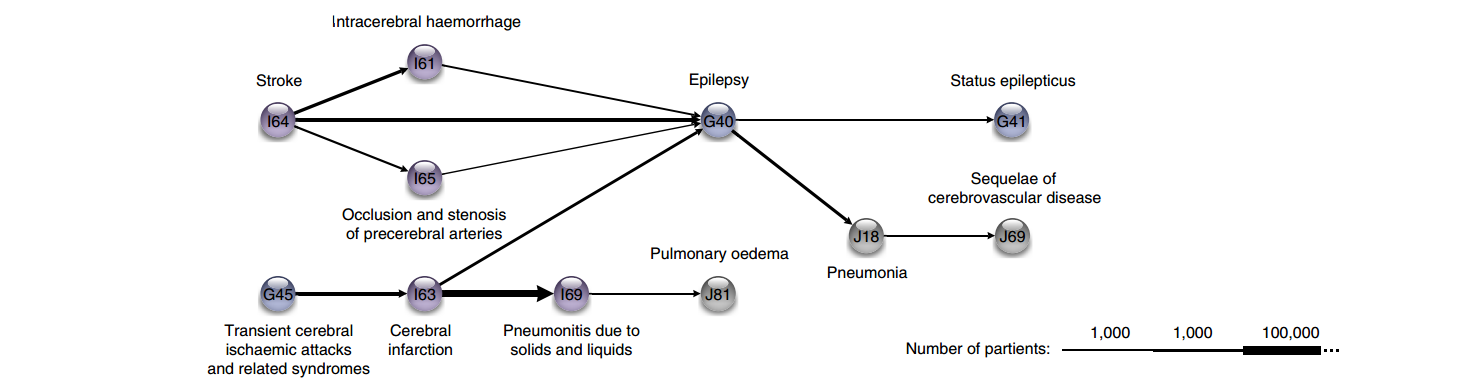 Intracerebral haemorrhage
I61
Stroke
Epilepsy
Status epilepticus
I64
G40
G41
I65
Sequelae of
cerebrovascular disease
Occlusion and stenosis
of precerebral arteries
J18
J69
Pulmonary oedema
Pneumonia
G45
I63
I69
J81
Transient cerebral
ischaemic attacks
and related syndromes
Cerebral
infarction
Pneumonitis due to
solids and liquids
Number of partients:
1,000
1,000
100,000